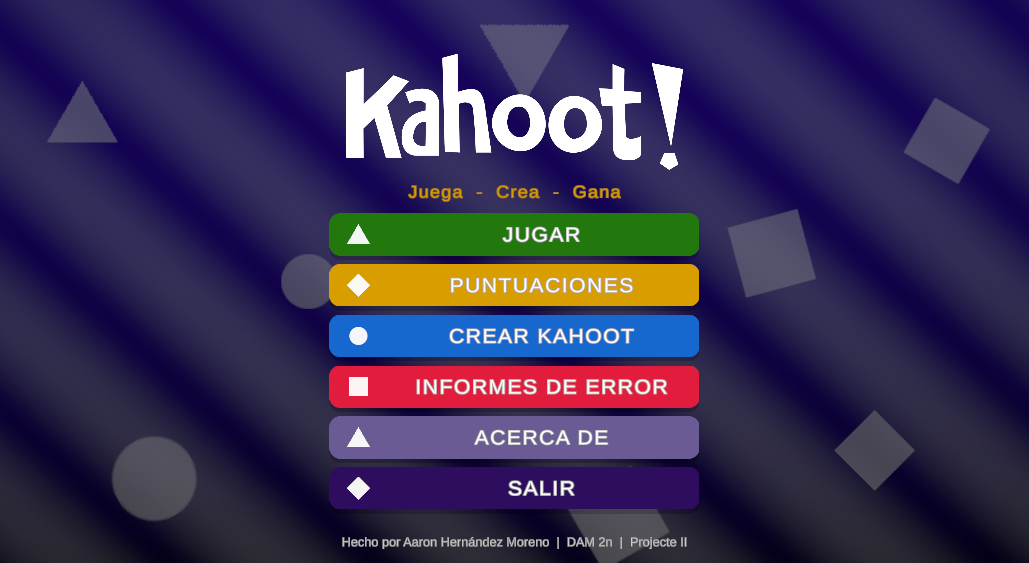 Kahoot!
Juega - Crea - Gana
JUGAR
PUNTUACIONES
CREAR KAHOOT
INFORMES DE ERROR
ACERCA DE
SALIR
Hecho por Aaron Hernández Moreno | DAM 2n | Projecte II